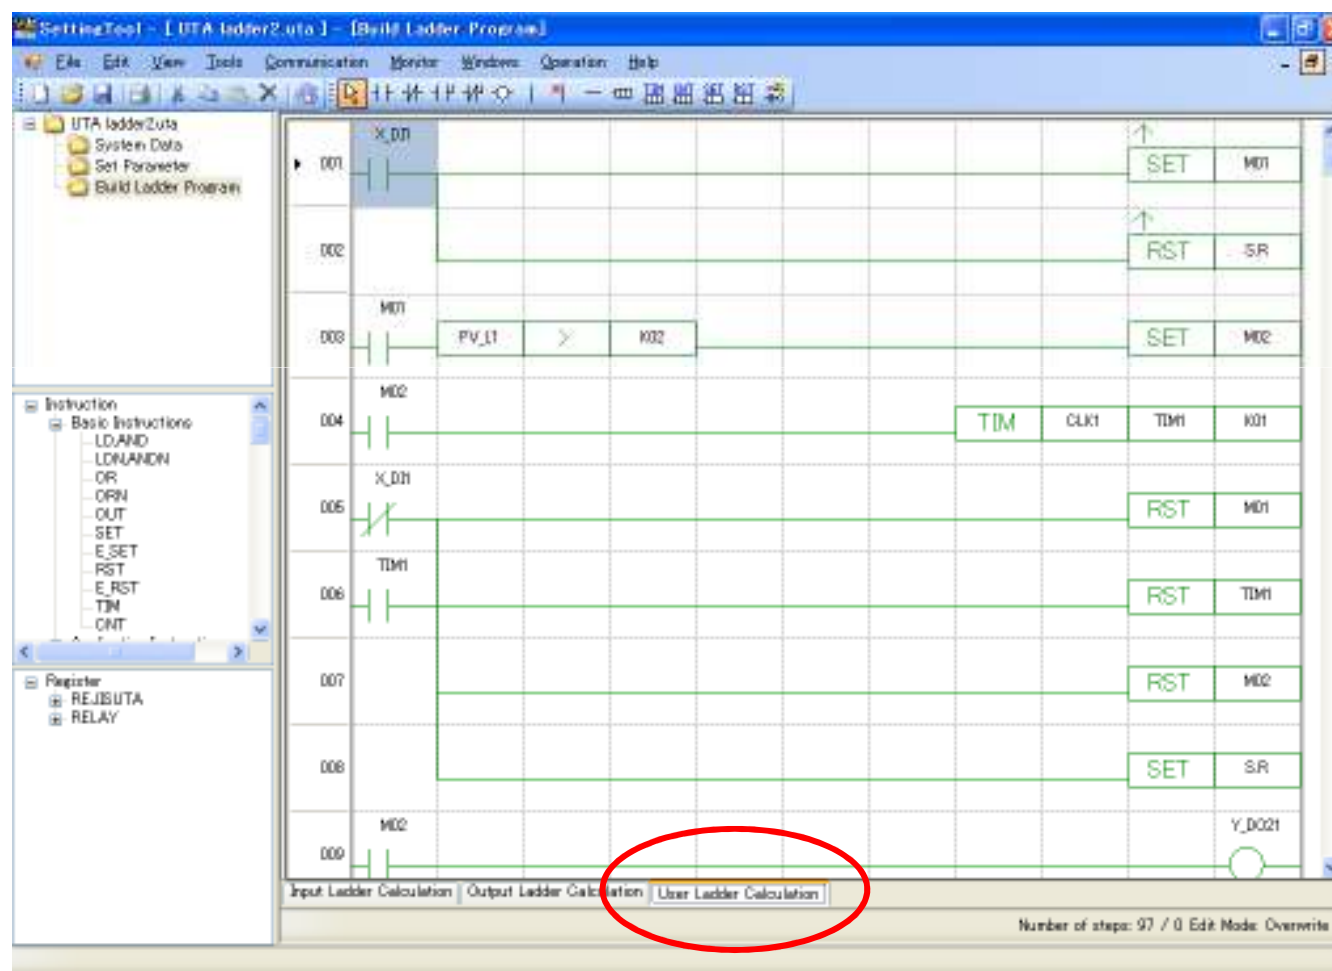 SettingTool - [ UTA ladder2.uta ] - [Build Ladder Program]
File Edit View Tools Communication Monitor Windows Operation Help
UTA ladder2.uta
System Data
Set Parameter
Build Ladder Program
Instruction
Basic Instructions
LD,AND
LDN,ANDN
OR
ORN
OUT
SET
E_SET
RST
E_RST
TIM
CNT
Register
REJISUTA
RELAY
X_DI1
001 SET M01
002 RST S.R
M01
003 PV_L1 > K02 SET M02
M02
004 TIM CLK1 TIM1 K01
X_DI1
005 RST M01
TIM1
006 RST TIM1
007 RST M02
008 SET S.R
M02 Y_DO21
009
Input Ladder Calculation Output Ladder Calculation User Ladder Calculation
Number of steps: 97 / 0 Edit Mode: Overwrite